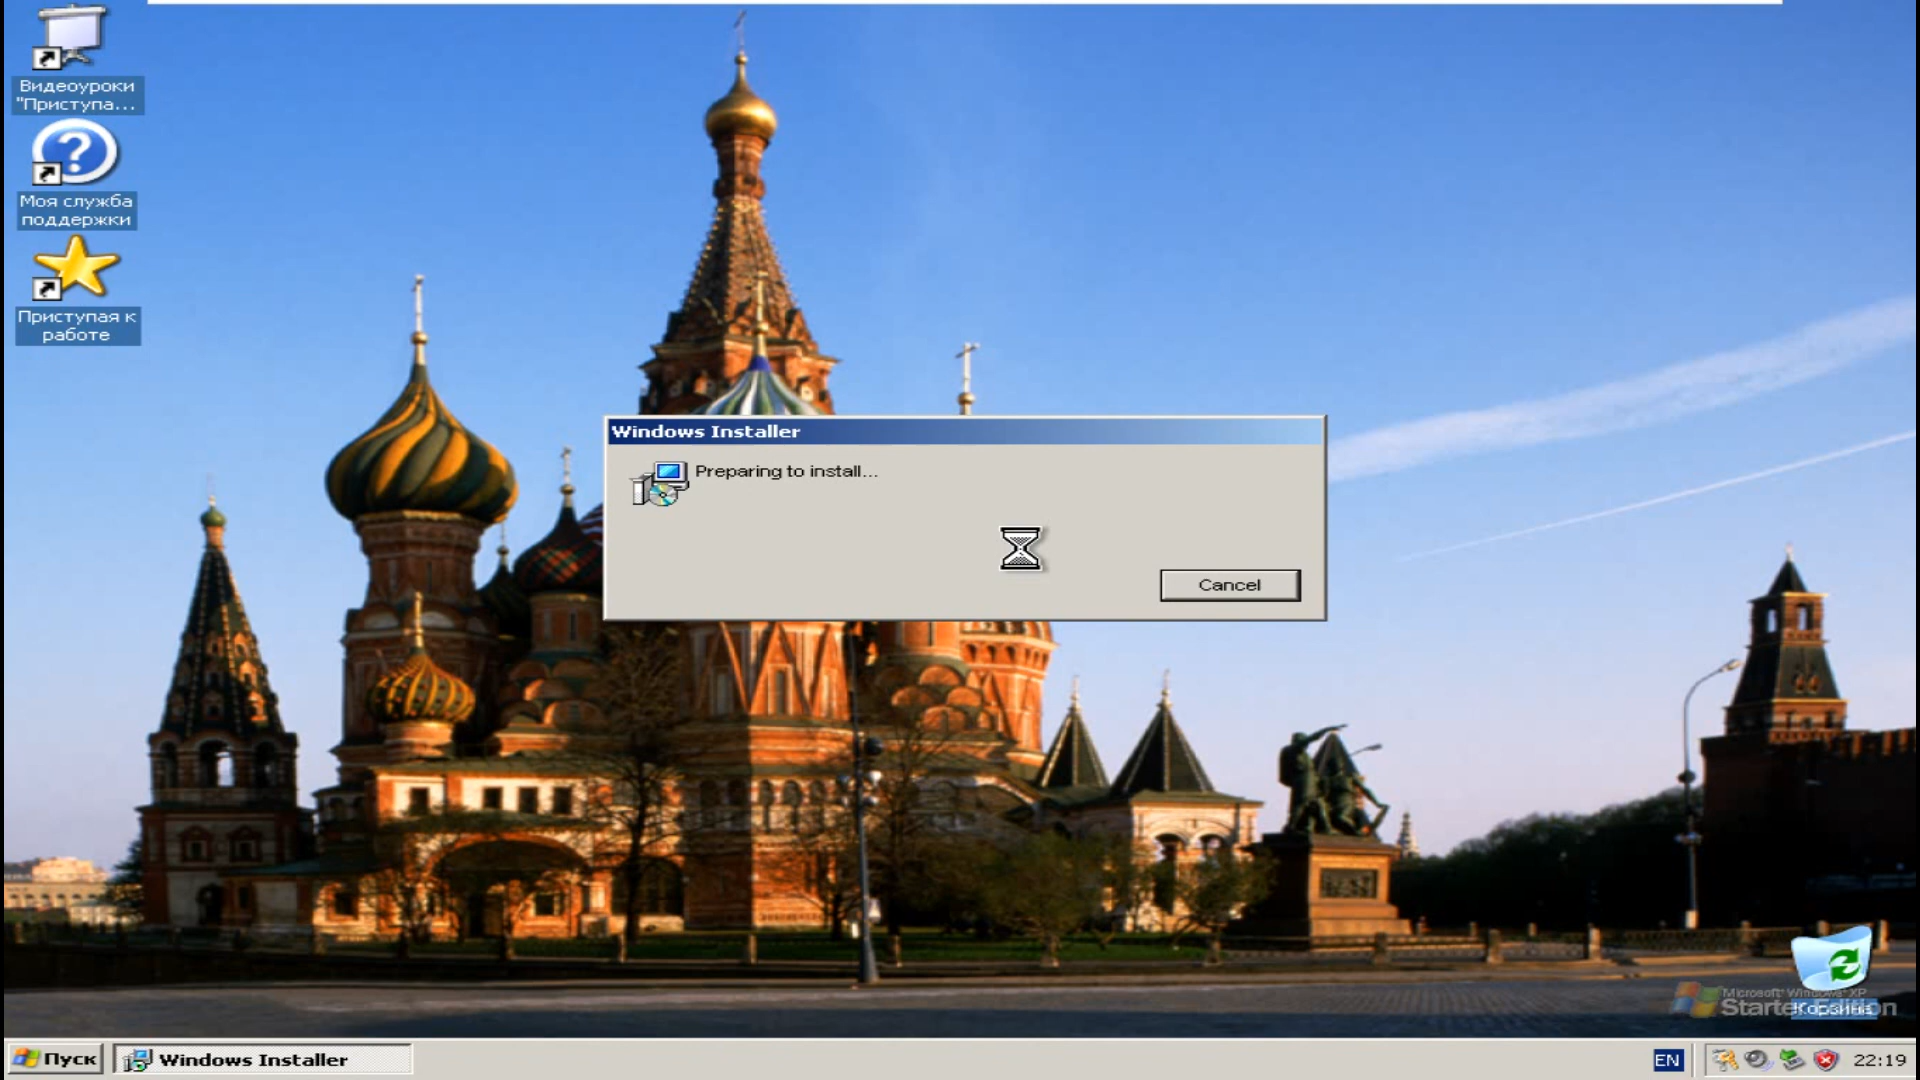 Видеоуроки
"Приступа...
Моя служба
поддержки
Приступая к
работе
Windows Installer
Preparing to install...
Cancel
Microsoft Windows XP
Starter Edition
Корзина
Пуск
Windows Installer
EN
22:19